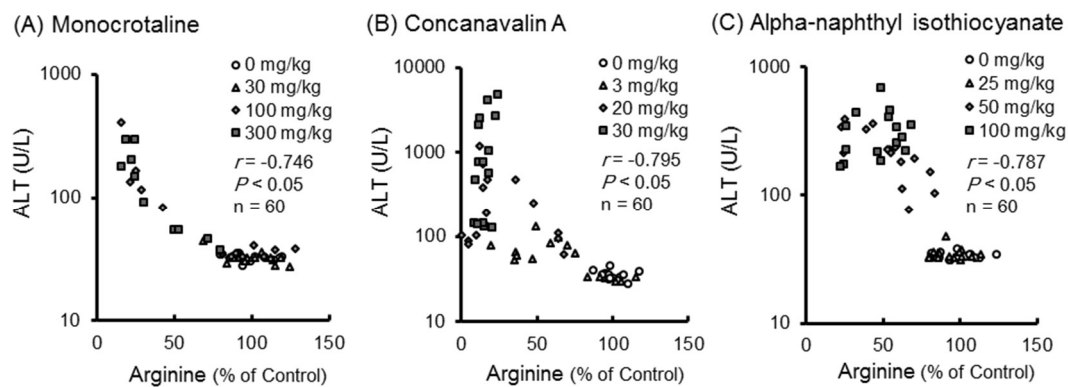 (A) Monocrotaline
1000
100
10
0
50
100
150
ALT (U/L)
Arginine (% of Control)
0 mg/kg
30 mg/kg
100 mg/kg
300 mg/kg
r= -0.746
P < 0.05
n = 60
(B) Concanavalin A
10000
1000
100
10
0
50
100
150
ALT (U/L)
Arginine (% of Control)
0 mg/kg
3 mg/kg
20 mg/kg
30 mg/kg
r= -0.795
P < 0.05
n = 60
(C) Alpha-naphthyl isothiocyanate
1000
100
10
0
50
100
150
ALT (U/L)
Arginine (% of Control)
0 mg/kg
25 mg/kg
50 mg/kg
100 mg/kg
r= -0.787
P < 0.05
n = 60